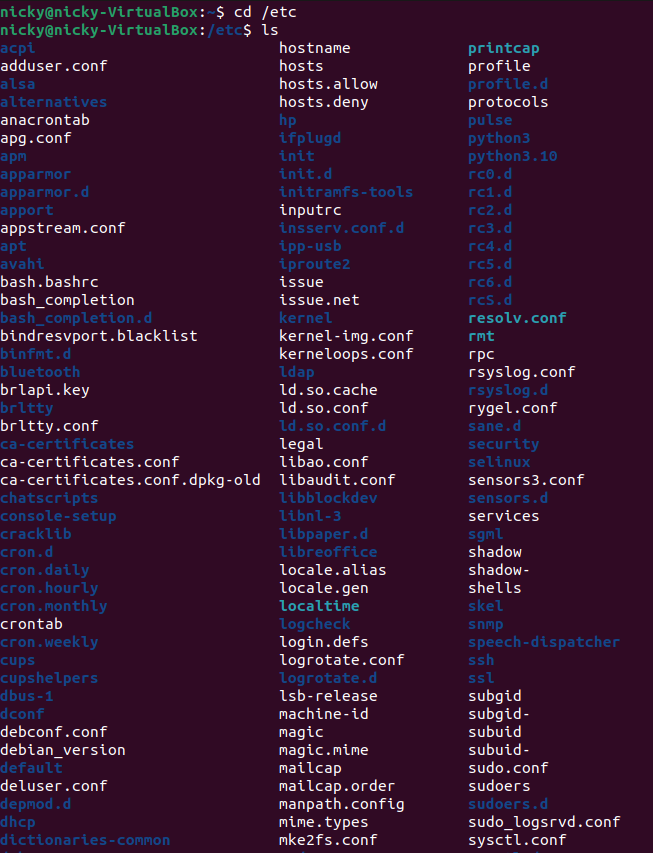 nicky@nicky-VirtualBox:~$ cd /etc
nicky@nicky-VirtualBox:/etc$ ls
acpi hostname printcap
adduser.conf hosts profile
alsa hosts.allow profile.d
alternatives hosts.deny protocols
anacrontab hp pulse
apg.conf ifplugd python3
apm init python3.10
apparmor init.d rc0.d
apparmor.d initramfs-tools rc1.d
apport inputrc rc2.d
appstream.conf insserv.conf.d rc3.d
apt ipp-usb rc4.d
avahi iproute2 rc5.d
bash.bashrc issue rc6.d
bash_completion issue.net rcS.d
bash_completion.d kernel resolv.conf
bindresvport.blacklist kernel-img.conf rmt
binfmt.d kerneloops.conf rpc
bluetooth ldap rsyslog.conf
brlapi.key ld.so.cache rsyslog.d
brltty ld.so.conf rygel.conf
brltty.conf ld.so.conf.d sane.d
ca-certificates legal security
ca-certificates.conf libao.conf selinux
ca-certificates.conf.dpkg-old libaudit.conf sensors3.conf
chatscripts libblockdev sensors.d
console-setup libnl-3 services
cracklib libpaper.d sgml
cron.d libreoffice shadow
cron.daily locale.alias shadow-
cron.hourly locale.gen shells
cron.monthly localtime skel
crontab logcheck snmp
cron.weekly login.defs speech-dispatcher
cups logrotate.conf ssh
cupshelpers logrotate.d ssl
dbus-1 lsb-release subgid
dconf machine-id subgid-
debconf.conf magic subuid
debian_version magic.mime subuid-
default mailcap sudo.conf
deluser.conf mailcap.order sudoers
depmod.d manpath.config sudoers.d
dhcp mime.types sudo_logsrvd.conf
dictionaries-common mke2fs.conf sysctl.conf